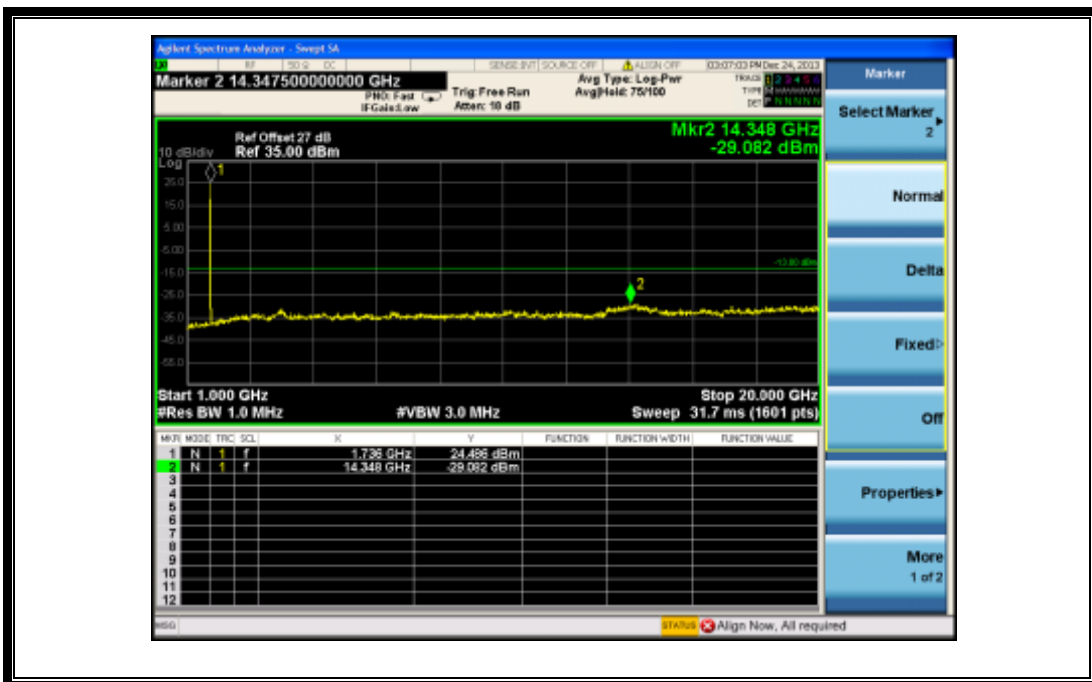 Agilent Spectrum Analyzer - Swept SA
RF 50 Ω DC SENSE:INT SOURCE OFF ALIGN OFF 03:07:03 PM Dec 24, 2013
Marker 2 14.347500000000 GHz
PNO: Fast
IFGain:Low
Trig: Free Run
Atten: 18 dB
Avg Type: Log-Pwr
Avg|Hold: 75/100
TRACE 1 2 3 4 5 6
TYPE M
DET P N N N N N
Ref Offset 27 dB
Ref 35.00 dBm
10 dB/div
Log
Mkr2 14.348 GHz
-29.082 dBm
1
25.0
15.0
5.00
-5.00
-13.00 dBm
-15.0
2
-25.0
-35.0
-45.0
-55.0
Start 1.000 GHz
Stop 20.000 GHz
#Res BW 1.0 MHz
#VBW 3.0 MHz
Sweep 31.7 ms (1601 pts)
MKR MODE TRC SCL X Y FUNCTION FUNCTION WIDTH FUNCTION VALUE
1 N 1 f 1.736 GHz 24.486 dBm
2 N 1 f 14.348 GHz -29.082 dBm
3
4
5
6
7
8
9
10
11
12
MSG
STATUS Align Now, All required
Marker
Select Marker
2
Normal
Delta
Fixed
Off
Properties
More
1 of 2